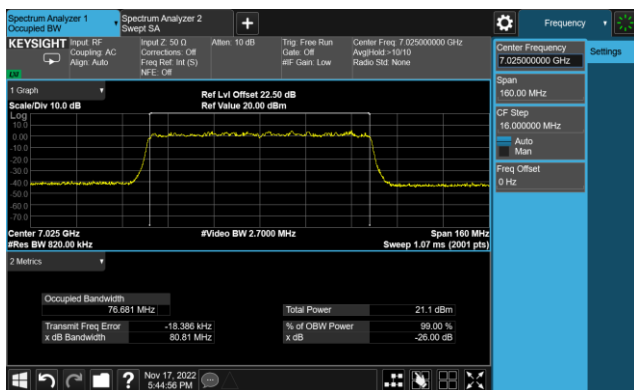 Spectrum Analyzer 1
Occupied BW
Spectrum Analyzer 2
Swept SA
+
Frequency
KEYSIGHT
Input: RF
Coupling: AC
Align: Auto
Input Z: 50 Ω
Corrections: Off
Freq Ref: Int (S)
NFE: Off
Atten: 10 dB
Trig: Free Run
Gate: Off
#IF Gain: Low
Center Freq: 7.025000000 GHz
Avg|Hold:>10/10
Radio Std: None
LXI
Center Frequency
7.025000000 GHz
Settings
Span
160.00 MHz
CF Step
16.000000 MHz
Auto
Man
Freq Offset
0 Hz
1 Graph
Scale/Div 10.0 dB
Ref Lvl Offset 22.50 dB
Ref Value 20.00 dBm
Log
10.0
0.00
-10.0
-20.0
-30.0
-40.0
-50.0
-60.0
-70.0
Center 7.025 GHz
#Res BW 820.00 kHz
#Video BW 2.7000 MHz
Span 160 MHz
Sweep 1.07 ms (2001 pts)
2 Metrics
Occupied Bandwidth
76.681 MHz
Total Power 21.1 dBm
Transmit Freq Error -18.386 kHz
% of OBW Power 99.00 %
x dB Bandwidth 80.81 MHz
x dB -26.00 dB
?
Nov 17, 2022
5:44:56 PM